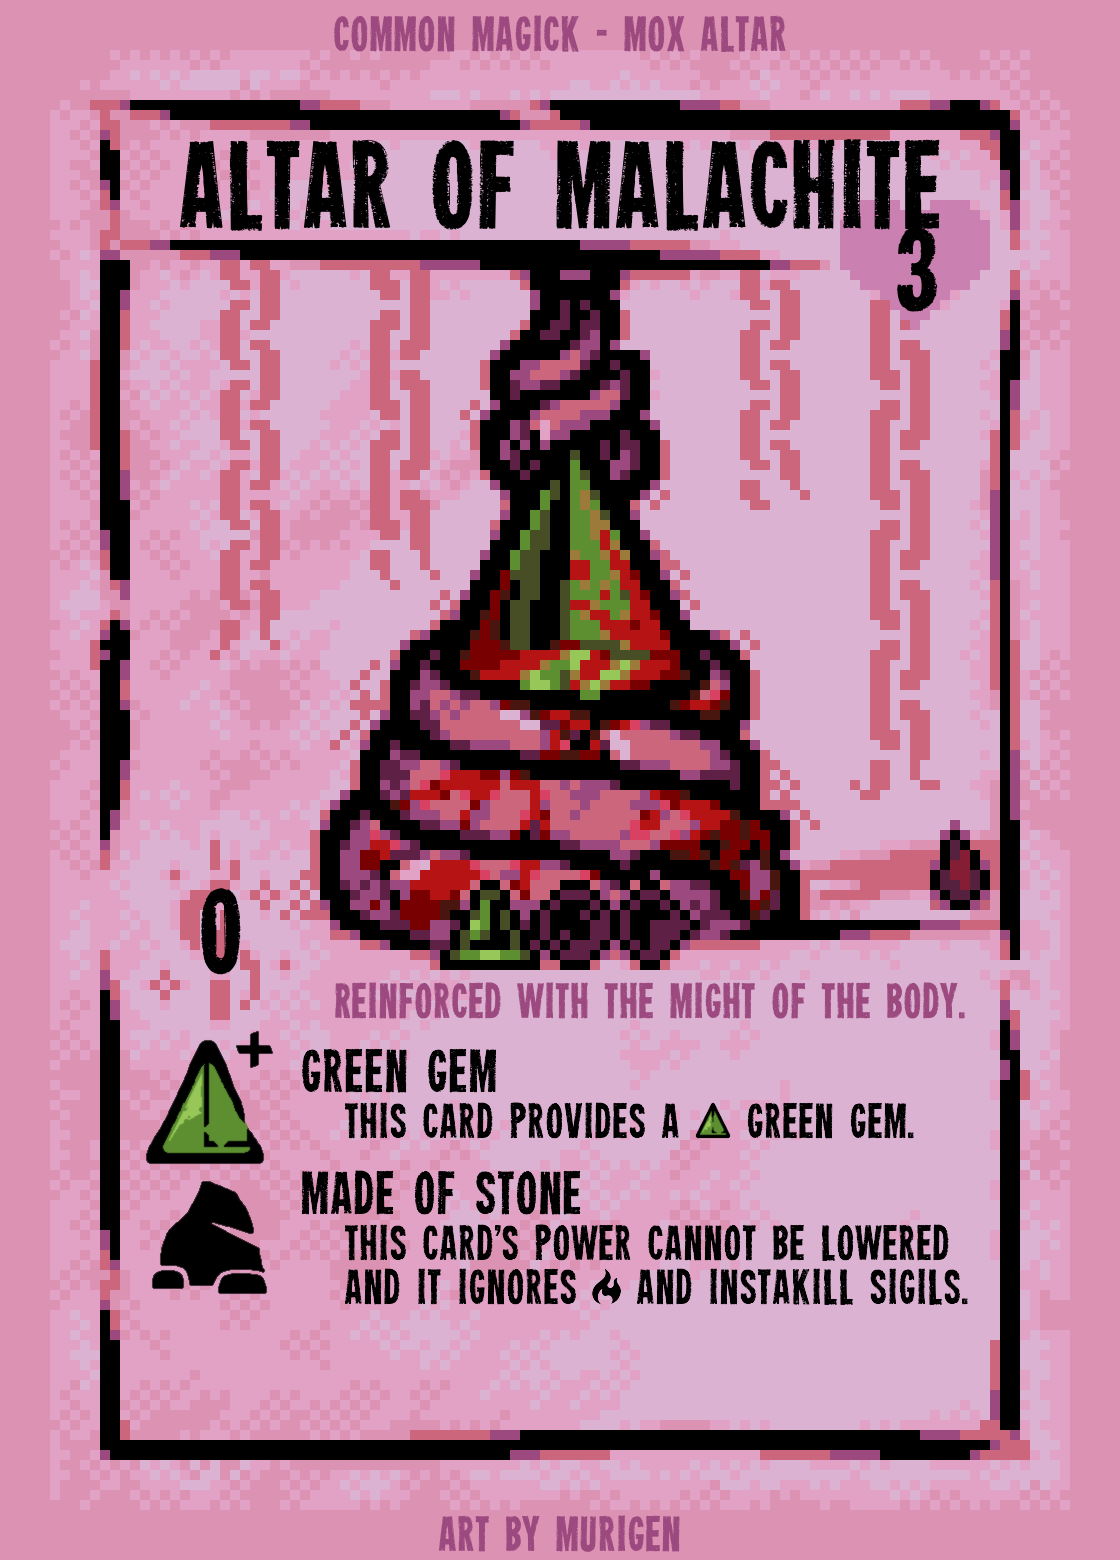 COMMON MAGICK - MOX ALTAR
ALTAR OF MALACHITE
3
0
REINFORCED WITH THE MIGHT OF THE BODY.
GREEN GEM
THIS CARD PROVIDES A GREEN GEM.
MADE OF STONE
THIS CARD'S POWER CANNOT BE LOWERED
AND IT IGNORES AND INSTAKILL SIGILS.
ART BY MURIGEN